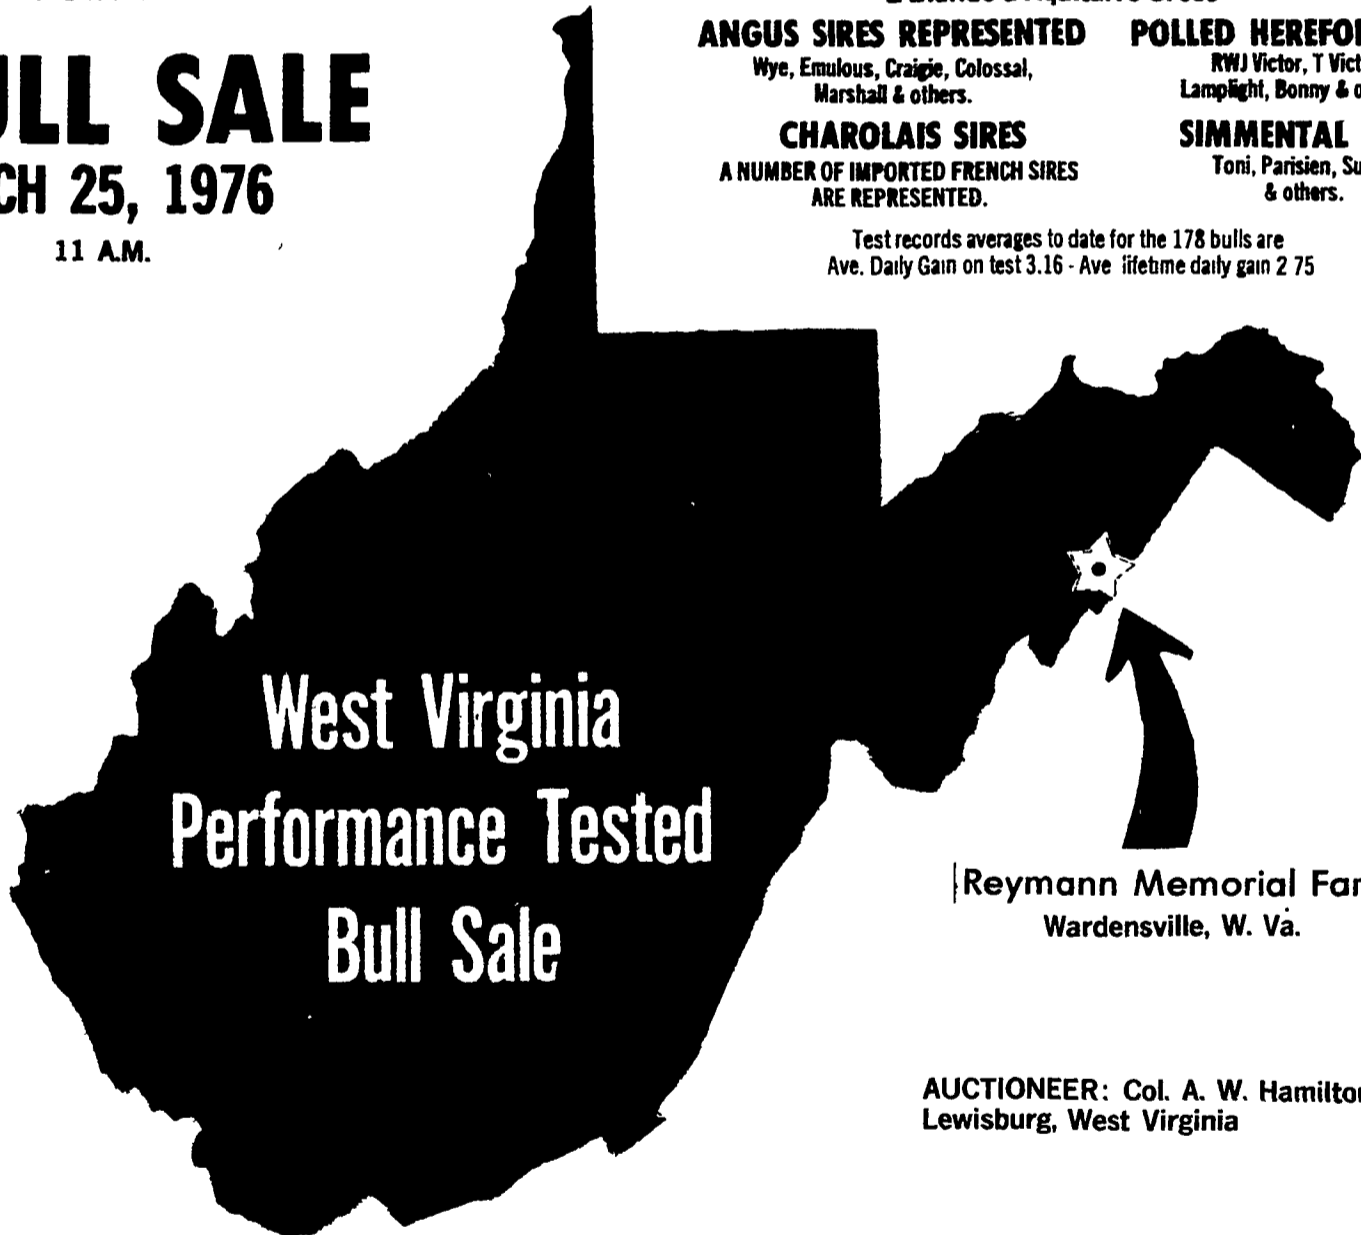 ULL SALE
CH 25, 1976
11 A.M.
ANGUS SIRES REPRESENTED
Wye, Emulous, Craigie, Colossal,
Marshall & others.
CHAROLAIS SIRES
A NUMBER OF IMPORTED FRENCH SIRES
ARE REPRESENTED.
POLLED HEREFO
RWJ Victor, T Vict
Lamplight, Bonny & o
SIMMENTAL
Toni, Parisien, Su
& others.
Test records averages to date for the 178 bulls are
Ave. Daily Gain on test 3.16 - Ave lifetime daily gain 2 75
West Virginia
Performance Tested
Bull Sale
Reymann Memorial Far
Wardensville, W. Va.
AUCTIONEER: Col. A. W. Hamilton
Lewisburg, West Virginia